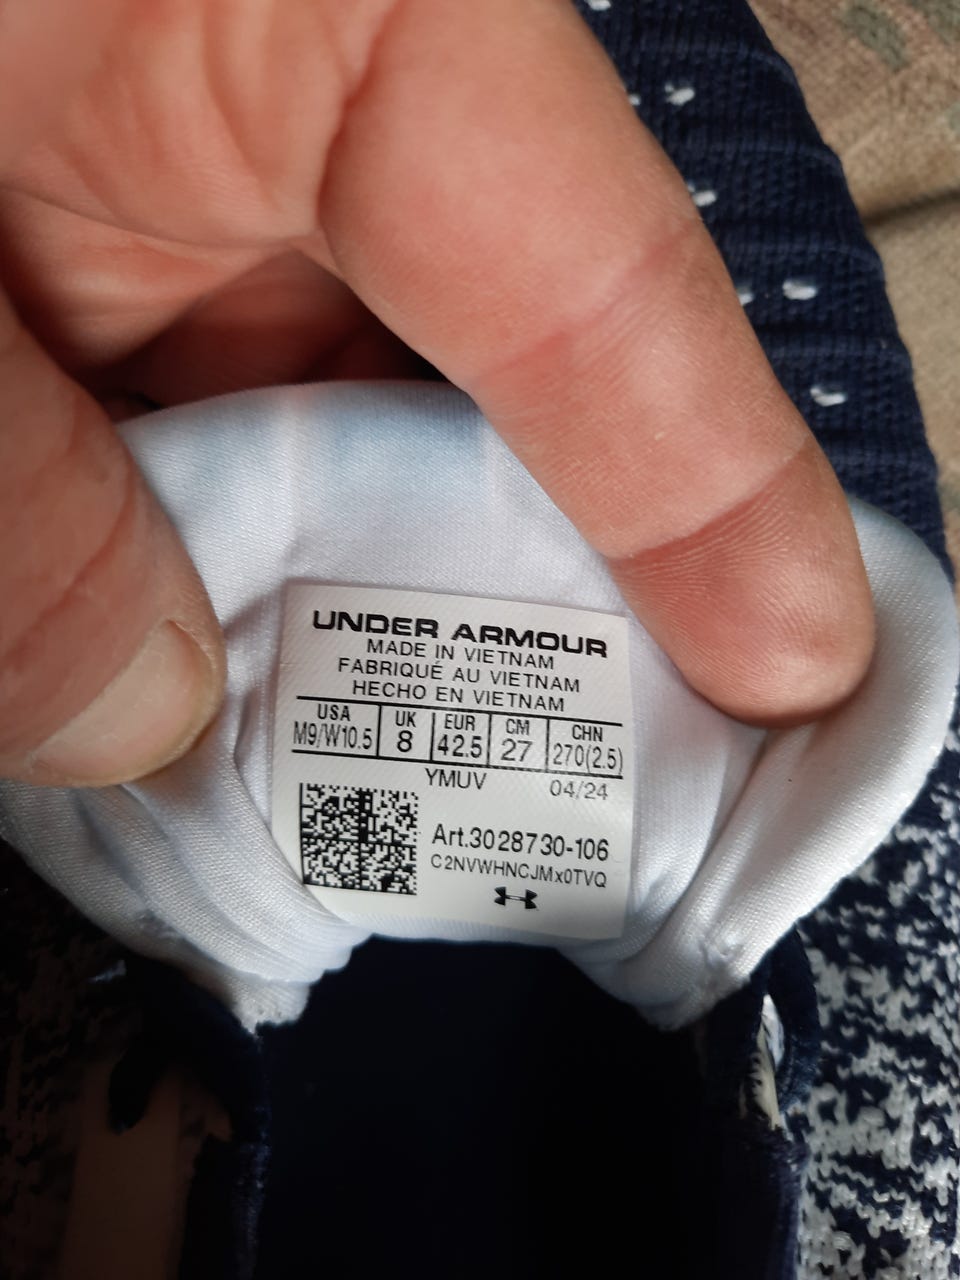 UNDER ARMOUR
MADE IN VIETNAM
FABRIQUÉ AU VIETNAM
HECHO EN VIETNAM
USA UK EUR CM CHN
M9/W10.5 8 42.5 27 270(2.5)
YMUV 04/24
Art.3028730-106
C2NVWHNCJMx0TVQ